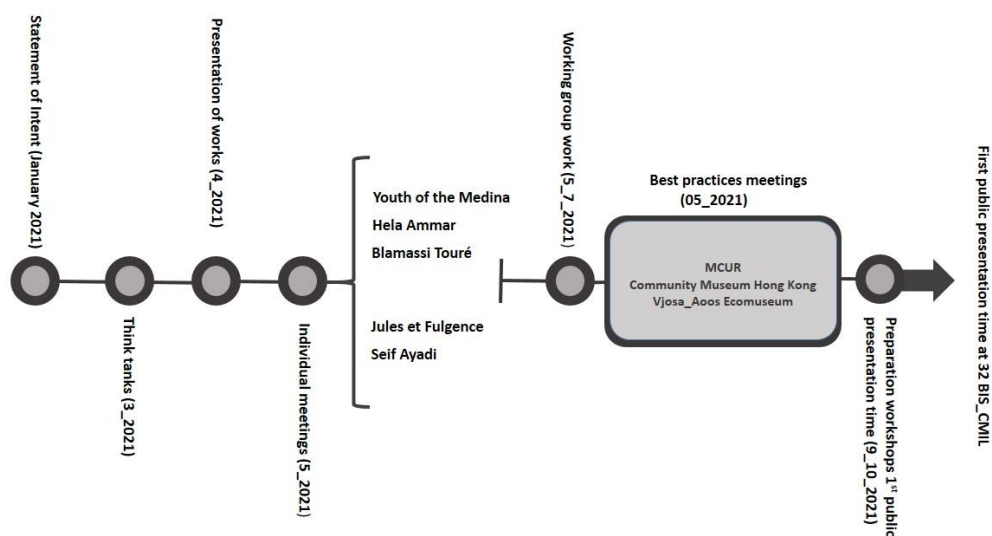 Statement of Intent (January 2021)
Think tanks (3_2021)
Presentation of works (4_2021)
Individual meetings (5_2021)
Youth of the Medina
Hela Ammar
Blamassi Touré
Jules et Fulgence
Seif Ayadi
Working group work (5_7_2021)
Best practices meetings
(05_2021)
MCUR
Community Museum Hong Kong
Vjosa_Aoos Ecomuseum
Preparation workshops 1st public
presentation time (9_10_2021)
First public presentation time at 32 BIS_CMIL